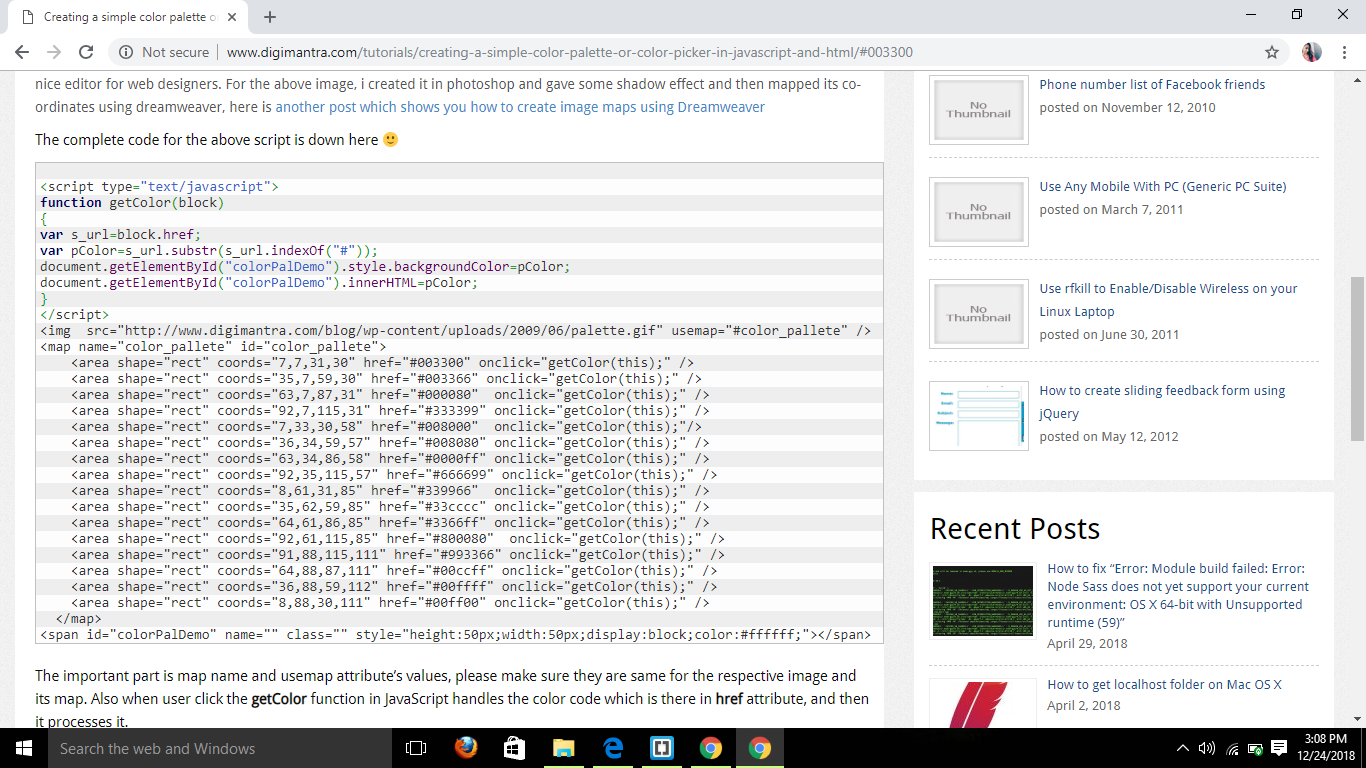 Creating a simple color palette o
Not secure
www.digimantra.com/tutorials/creating-a-simple-color-palette-or-color-picker-in-javascript-and-html/#003300
nice editor for web designers. For the above image, i created it in photoshop and gave some shadow effect and then mapped its co-
ordinates using dreamweaver, here is another post which shows you how to create image maps using Dreamweaver
The complete code for the above script is down here 🙂
<script type="text/javascript">
function getColor(block)
{
var s_url=block.href;
var pColor=s_url.substr(s_url.indexOf("#"));
document.getElementById("colorPalDemo").style.backgroundColor=pColor;
document.getElementById("colorPalDemo").innerHTML=pColor;
}
</script>
<img  src="http://www.digimantra.com/blog/wp-content/uploads/2009/06/palette.gif" usemap="#color_pallete" />
<map name="color_pallete" id="color_pallete">
    <area shape="rect" coords="7,7,31,30" href="#003300" onclick="getColor(this);" />
    <area shape="rect" coords="35,7,59,30" href="#003366" onclick="getColor(this);" />
    <area shape="rect" coords="63,7,87,31" href="#000080"  onclick="getColor(this);" />
    <area shape="rect" coords="92,7,115,31" href="#333399" onclick="getColor(this);" />
    <area shape="rect" coords="7,33,30,58" href="#008000"  onclick="getColor(this);"/>
    <area shape="rect" coords="36,34,59,57" href="#008080" onclick="getColor(this);" />
    <area shape="rect" coords="63,34,86,58" href="#0000ff" onclick="getColor(this);" />
    <area shape="rect" coords="92,35,115,57" href="#666699" onclick="getColor(this);" />
    <area shape="rect" coords="8,61,31,85" href="#339966"  onclick="getColor(this);" />
    <area shape="rect" coords="35,62,59,85" href="#33cccc" onclick="getColor(this);" />
    <area shape="rect" coords="64,61,86,85" href="#3366ff" onclick="getColor(this);" />
    <area shape="rect" coords="92,61,115,85" href="#800080"  onclick="getColor(this);" />
    <area shape="rect" coords="91,88,115,111" href="#993366" onclick="getColor(this);" />
    <area shape="rect" coords="64,88,87,111" href="#00ccff" onclick="getColor(this);" />
    <area shape="rect" coords="36,88,59,112" href="#00ffff" onclick="getColor(this);" />
    <area shape="rect" coords="8,88,30,111" href="#00ff00" onclick="getColor(this);" />
  </map>
<span id="colorPalDemo" name="" class="" style="height:50px;width:50px;display:block;color:#ffffff;"></span>
The important part is map name and usemap attribute’s values, please make sure they are same for the respective image and
its map. Also when user click the getColor function in JavaScript handles the color code which is there in href attribute, and then
it processes it.
No
Thumbnail
Phone number list of Facebook friends
posted on November 12, 2010
No
Thumbnail
Use Any Mobile With PC (Generic PC Suite)
posted on March 7, 2011
No
Thumbnail
Use rfkill to Enable/Disable Wireless on your
Linux Laptop
posted on June 30, 2011
Name:
Email:
Subject:
Message:
How to create sliding feedback form using
jQuery
posted on May 12, 2012
Recent Posts
How to fix “Error: Module build failed: Error:
Node Sass does not yet support your current
environment: OS X 64-bit with Unsupported
runtime (59)”
April 29, 2018
How to get localhost folder on Mac OS X
April 2, 2018
Search the web and Windows
3:08 PM
12/24/2018